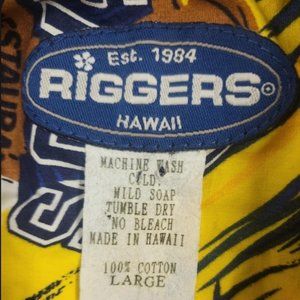 Est. 1984
RIGGERS
HAWAII
MACHINE WASH
COLD
MILD SOAP
TUMBLE DRY
NO BLEACH
MADE IN HAWAII
100% COTTON
LARGE